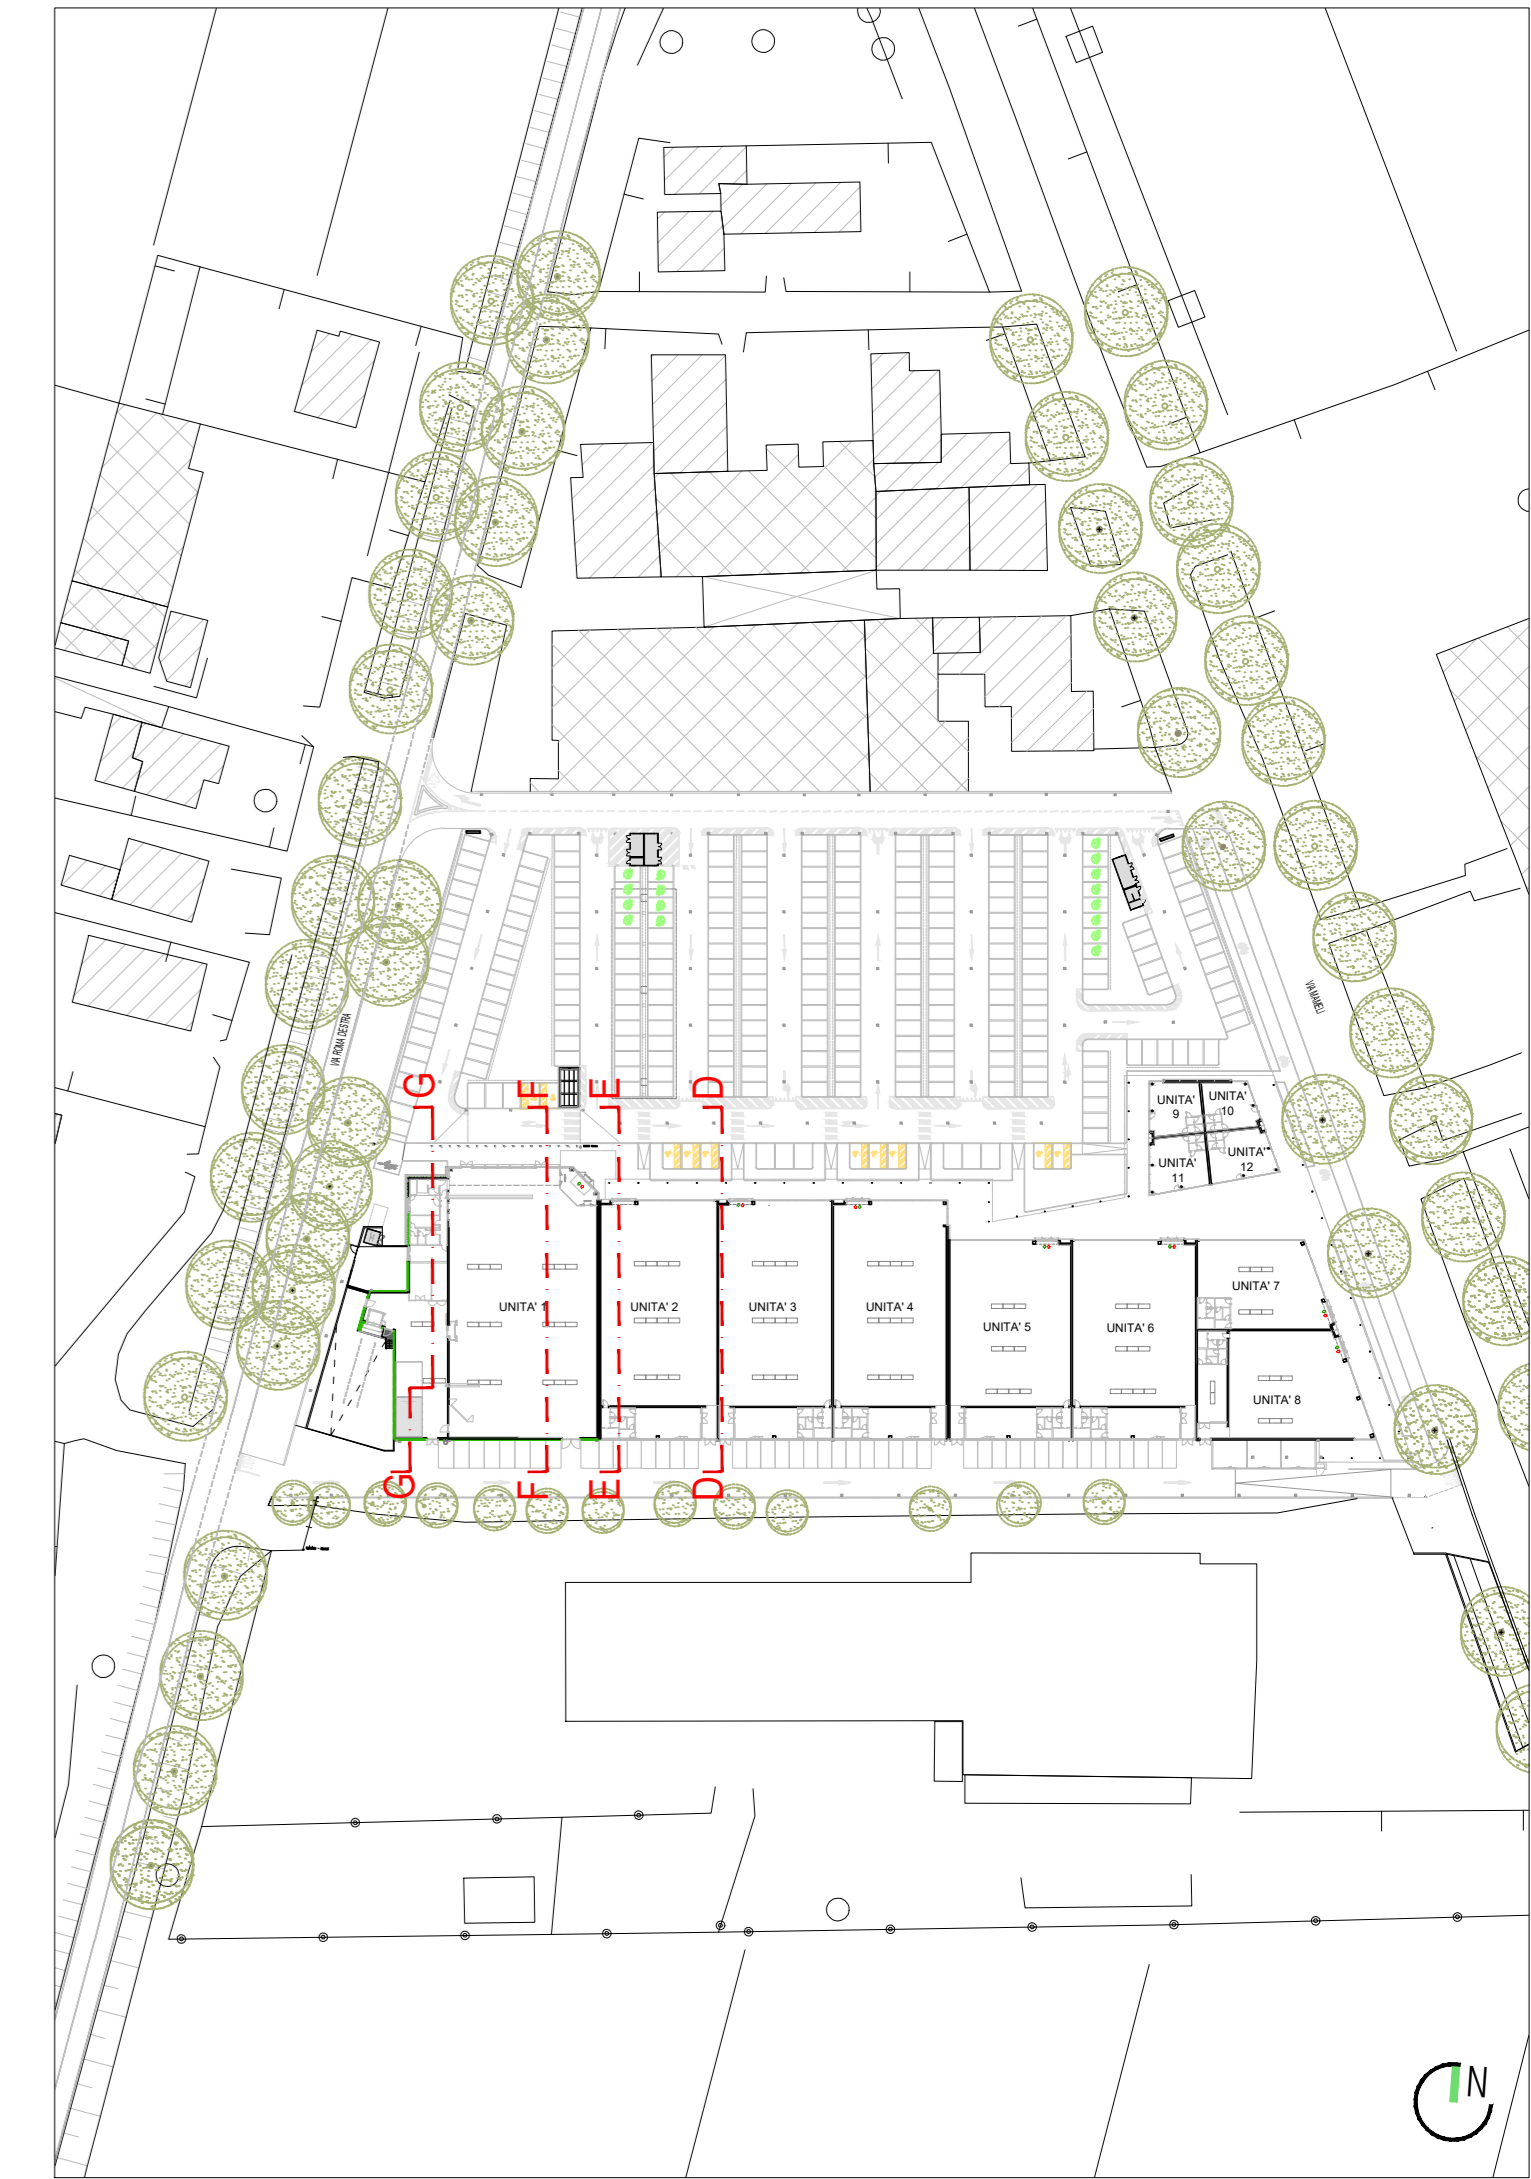 VIA ROMA DESTRA
VIA MAMELI
G
F
E
D
UNITA'
9
UNITA'
10
UNITA'
11
UNITA'
12
UNITA' 1
UNITA' 2
UNITA' 3
UNITA' 4
UNITA' 5
UNITA' 6
UNITA' 7
UNITA' 8
G
F
E
D
N